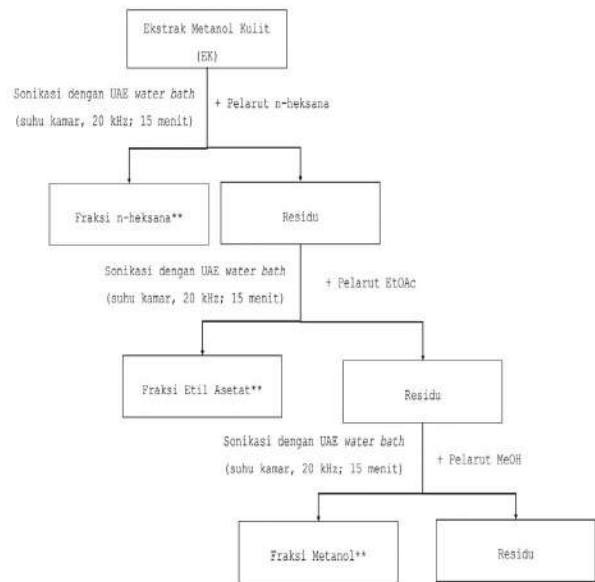 Ekstrak Metanol Kulit
(EK)
Sonikasi dengan UAE water bath
(suhu kamar, 20 kHz; 15 menit)
+ Pelarut n-heksana
Fraksi n-heksana**
Residu
Sonikasi dengan UAE water bath
(suhu kamar, 20 kHz; 15 menit)
+ Pelarut EtOAc
Fraksi Etil Asetat**
Residu
Sonikasi dengan UAE water bath
(suhu kamar, 20 kHz; 15 menit)
+ Pelarut MeOH
Fraksi Metanol**
Residu